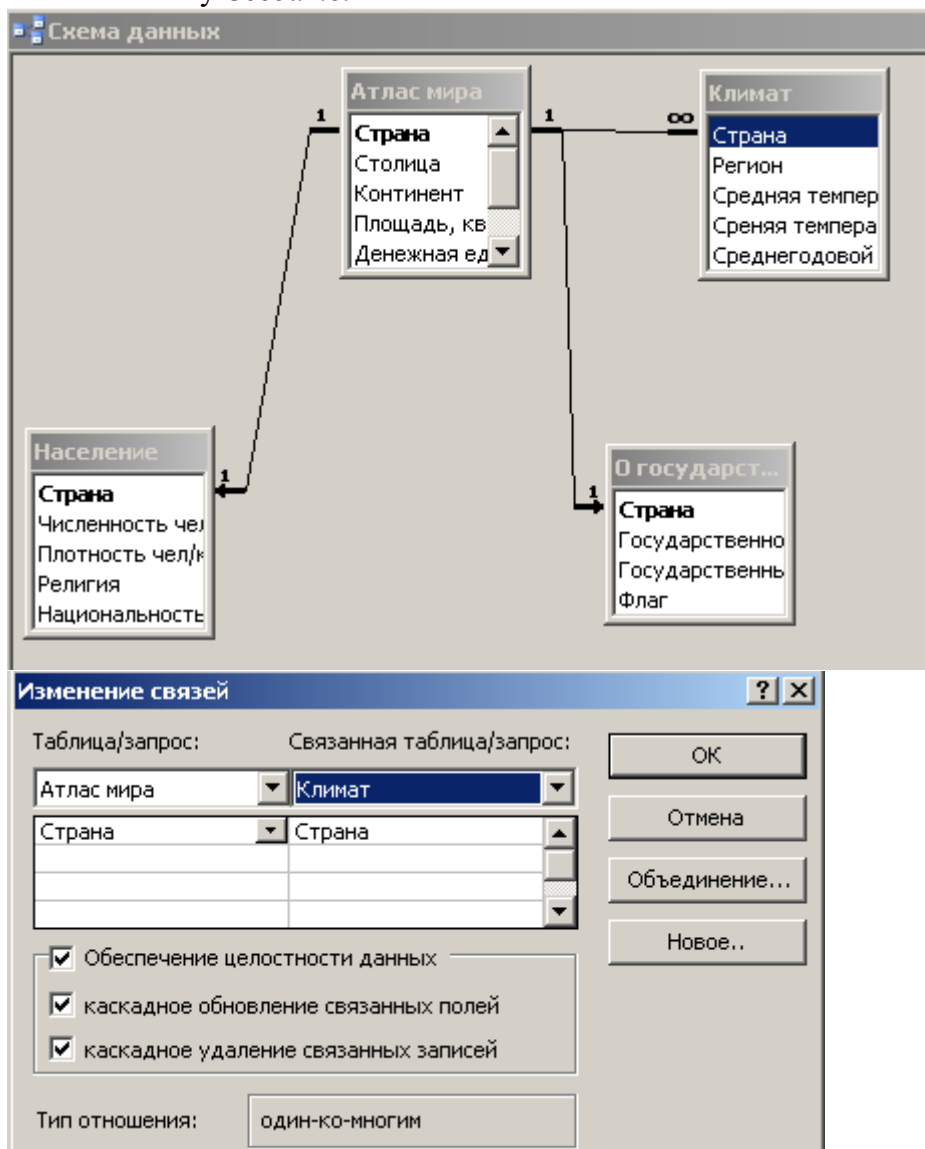 Схема данных
Атлас мира
Страна
Столица
Континент
Площадь, кв
Денежная ед
1
1
∞
Климат
Страна
Регион
Средняя темпер
Среняя темпера
Среднегодовой
Население
Страна
Численность чел
Плотность чел/к
Религия
Национальность
1
1
О государст...
Страна
Государственно
Государственны
Флаг
Изменение связей
Таблица/запрос: Связанная таблица/запрос:
Атлас мира Климат
Страна Страна
Обеспечение целостности данных
каскадное обновление связанных полей
каскадное удаление связанных записей
Тип отношения: один-ко-многим
ОК
Отмена
Объединение...
Новое..